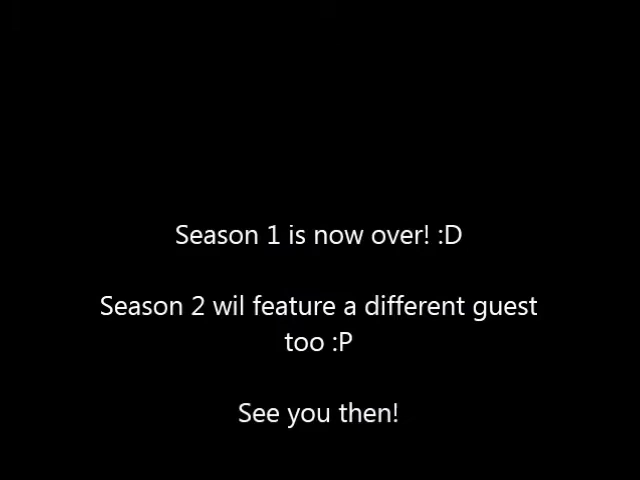 Season 1 is now over! :D
Season 2 wil feature a different guest
too :P
See you then!